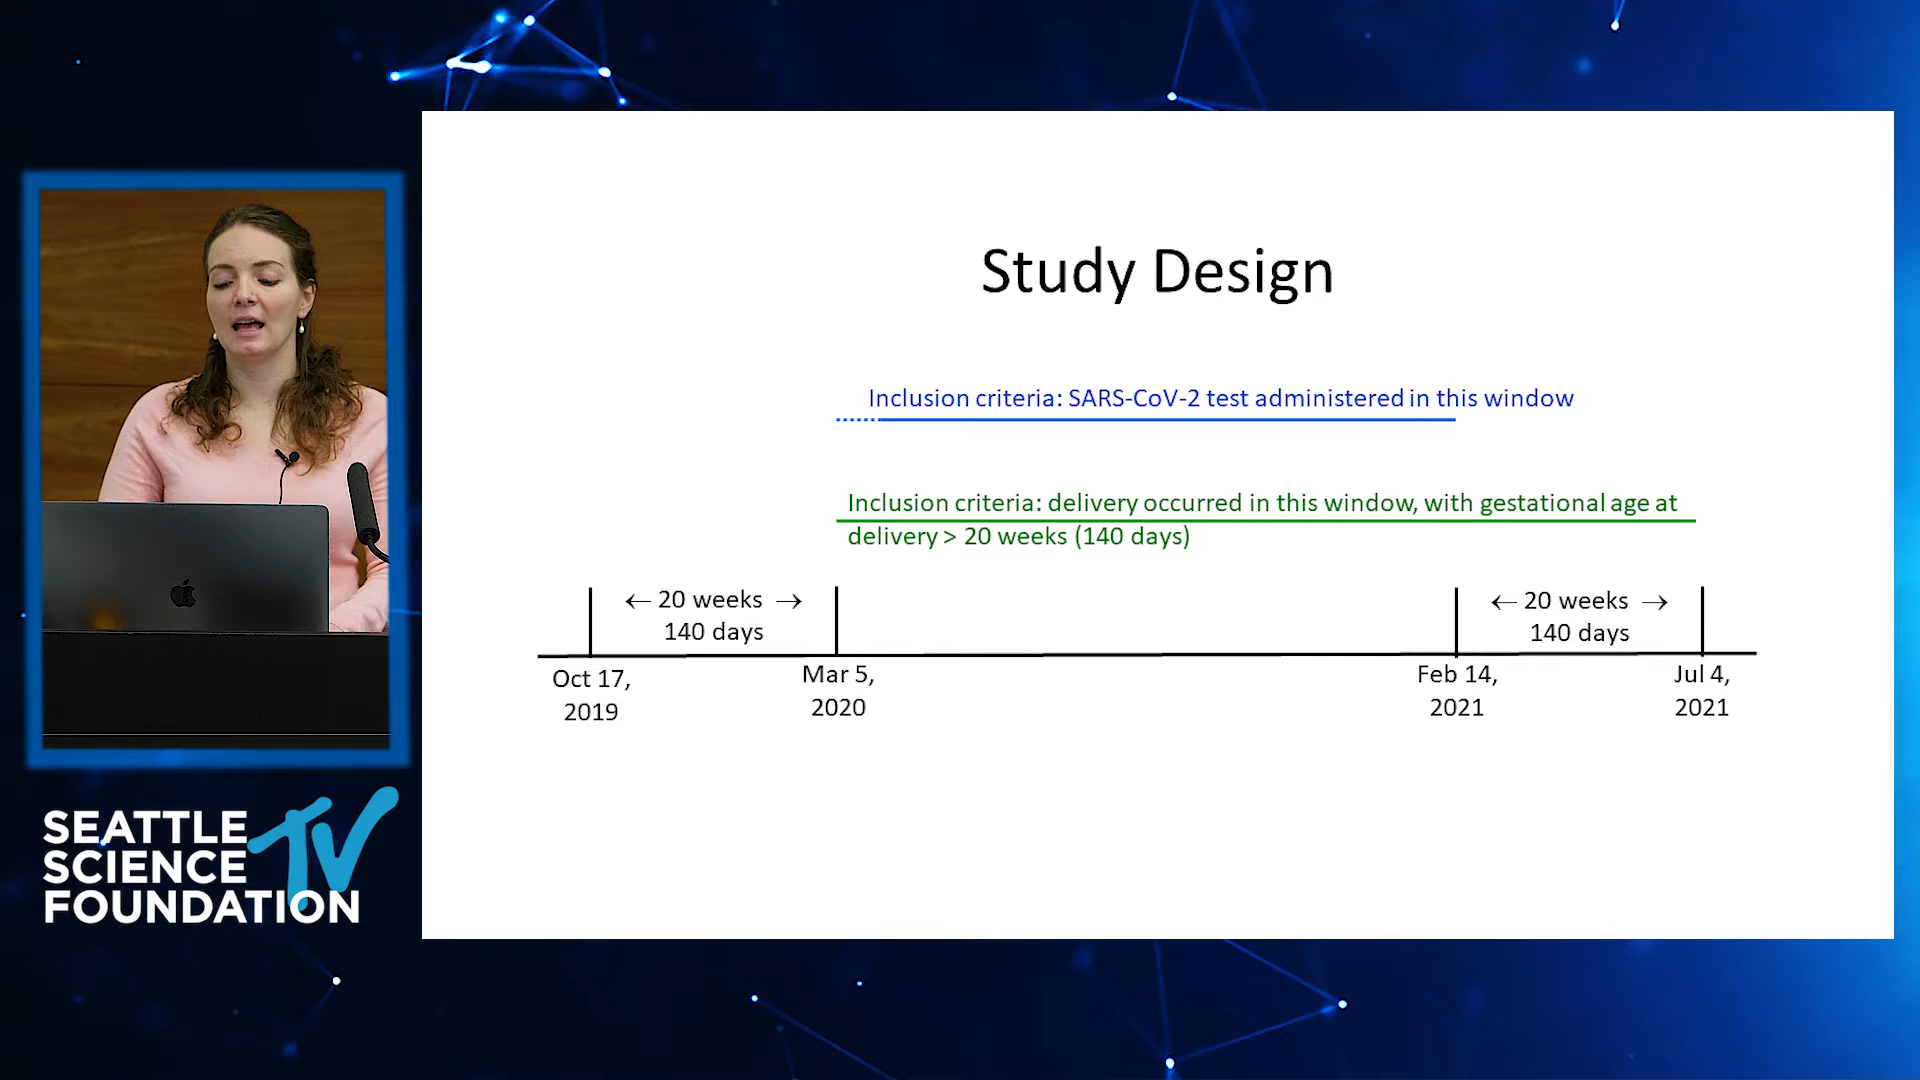 Study Design
Inclusion criteria: SARS-CoV-2 test administered in this window
Inclusion criteria: delivery occurred in this window, with gestational age at
delivery > 20 weeks (140 days)
← 20 weeks →
140 days
← 20 weeks →
140 days
Oct 17,
2019
Mar 5,
2020
Feb 14,
2021
Jul 4,
2021
SEATTLE
SCIENCE
FOUNDATION
TV